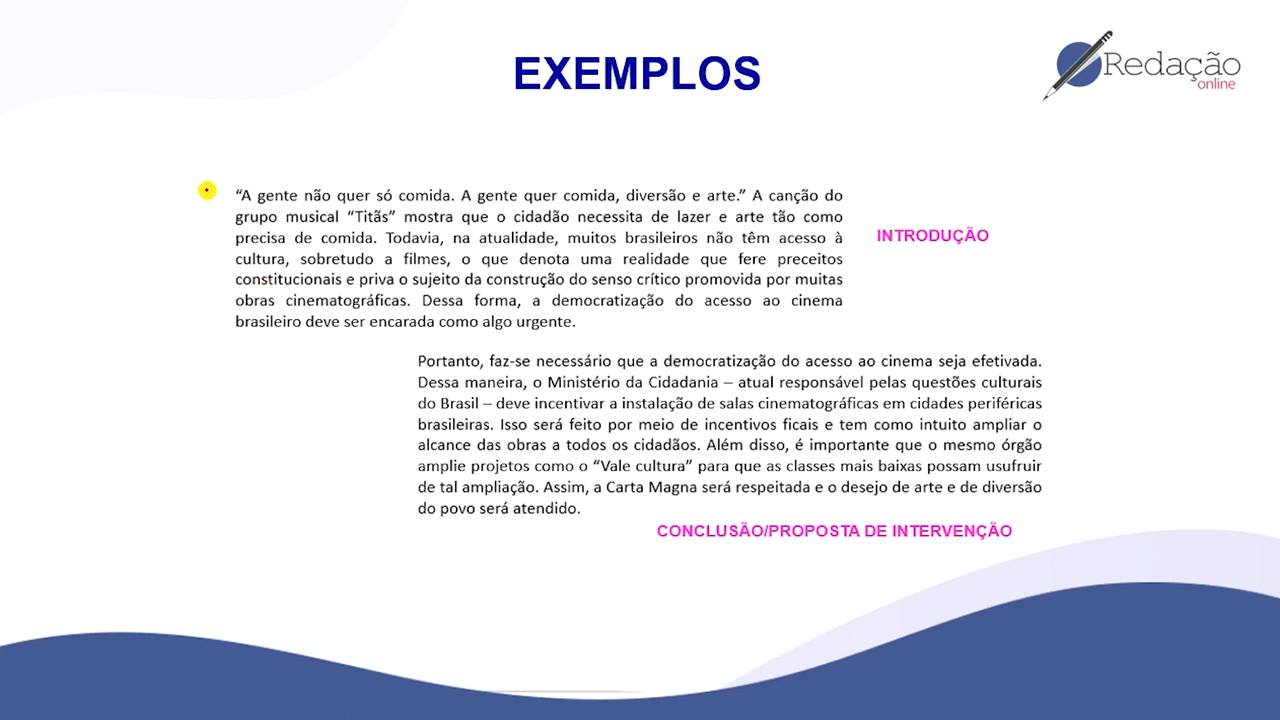 EXEMPLOS
Redação
online
“A gente não quer só comida. A gente quer comida, diversão e arte.” A canção do
grupo musical “Titãs” mostra que o cidadão necessita de lazer e arte tão como
precisa de comida. Todavia, na atualidade, muitos brasileiros não têm acesso à
cultura, sobretudo a filmes, o que denota uma realidade que fere preceitos
constitucionais e priva o sujeito da construção do senso crítico promovida por muitas
obras cinematográficas. Dessa forma, a democratização do acesso ao cinema
brasileiro deve ser encarada como algo urgente.
INTRODUÇÃO
Portanto, faz-se necessário que a democratização do acesso ao cinema seja efetivada.
Dessa maneira, o Ministério da Cidadania – atual responsável pelas questões culturais
do Brasil – deve incentivar a instalação de salas cinematográficas em cidades periféricas
brasileiras. Isso será feito por meio de incentivos ficais e tem como intuito ampliar o
alcance das obras a todos os cidadãos. Além disso, é importante que o mesmo órgão
amplie projetos como o “Vale cultura” para que as classes mais baixas possam usufruir
de tal ampliação. Assim, a Carta Magna será respeitada e o desejo de arte e de diversão
do povo será atendido.
CONCLUSÃO/PROPOSTA DE INTERVENÇÃO